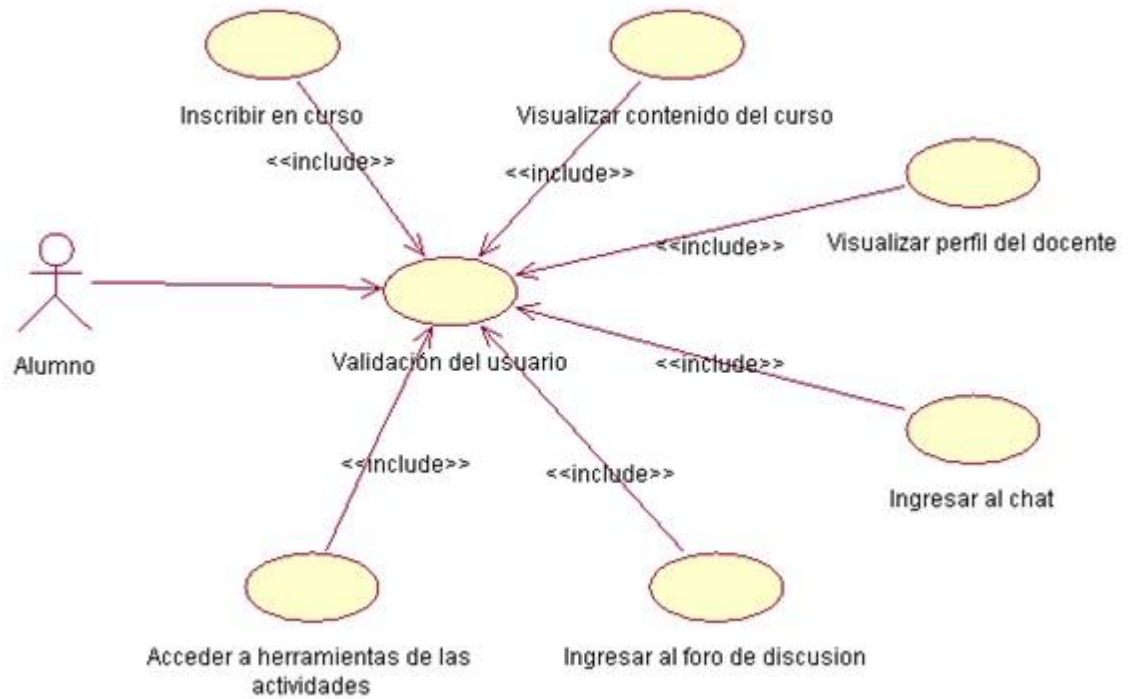 Inscribir en curso
Visualizar contenido del curso
<<include>>
<<include>>
Visualizar perfil del docente
<<include>>
Alumno
Validación del usuario
<<include>>
<<include>>
<<include>>
Ingresar al chat
Acceder a herramientas de las
actividades
Ingresar al foro de discusion